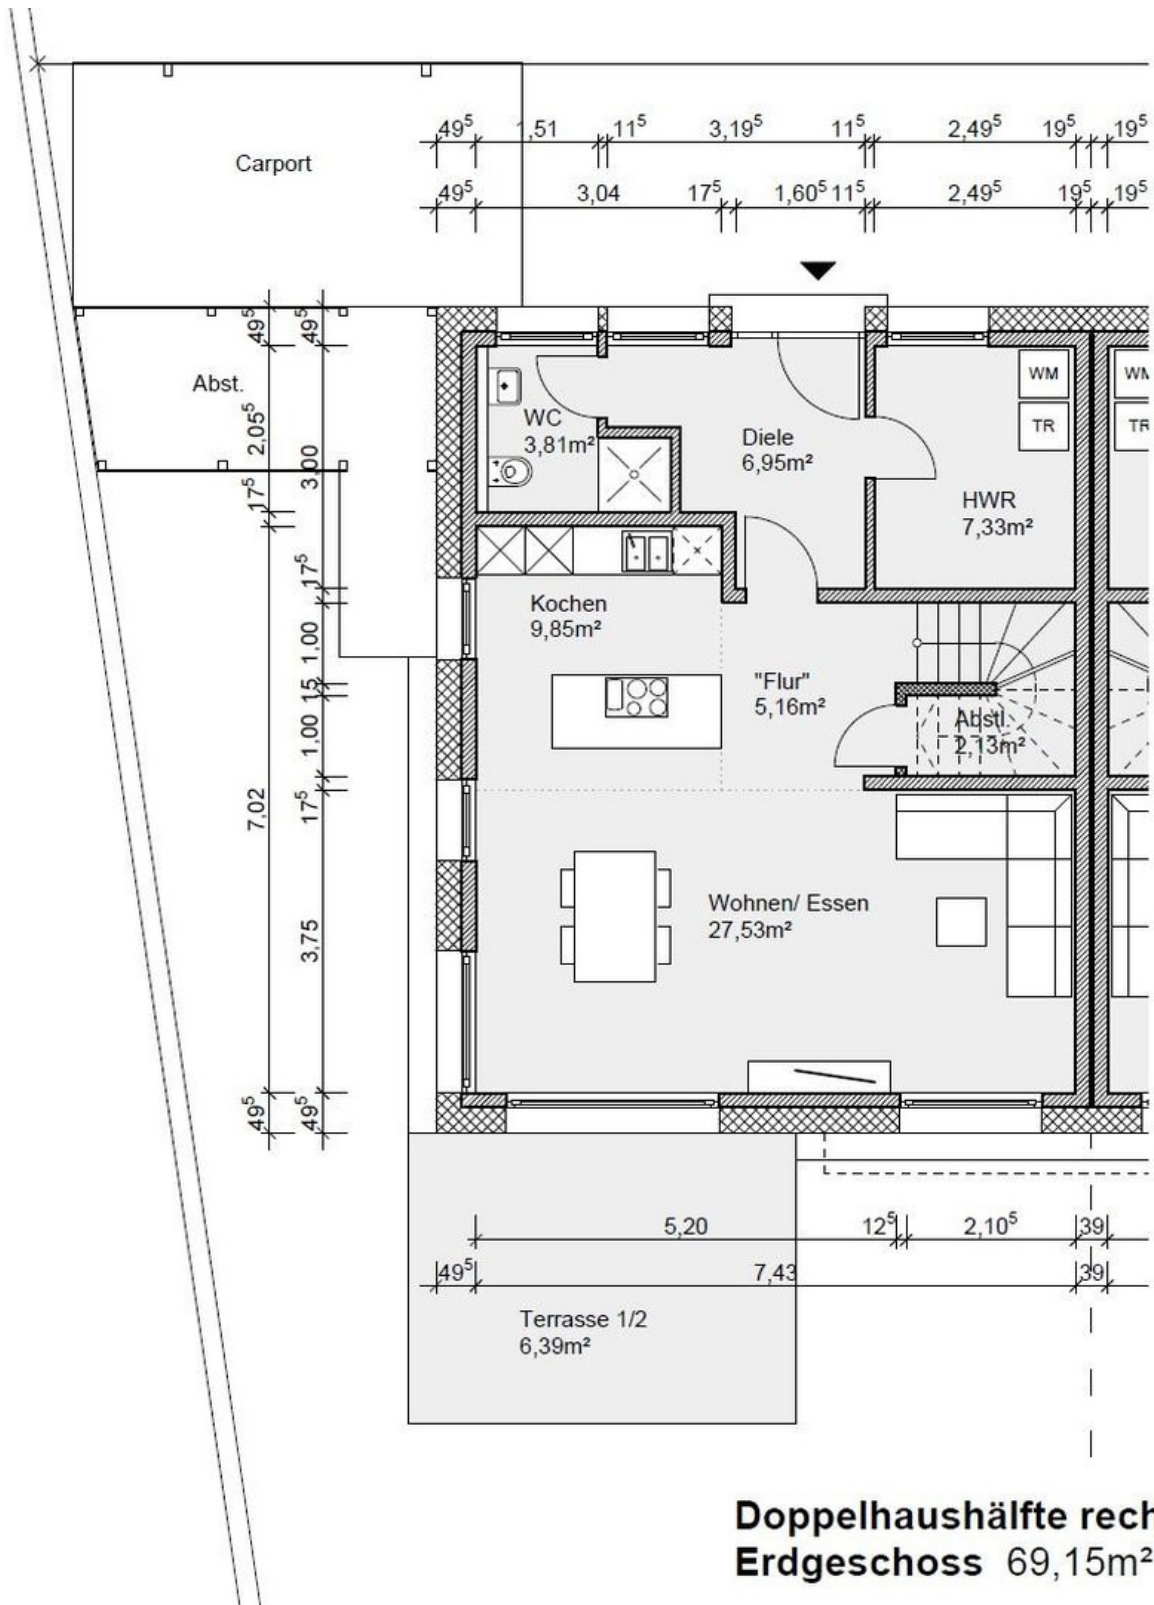 49⁵ 1,51 11⁵ 3,19⁵ 11⁵ 2,49⁵ 19⁵ 19⁵
Carport
49⁵ 3,04 17⁵ 1,60⁵ 11⁵ 2,49⁵ 19⁵ 19⁵
49⁵ 49⁵
Abst.
WM
TR
WC
3,81m²
Diele
6,95m²
HWR
7,33m²
2,05⁵
3,00
17⁵
17⁵
Kochen
9,85m²
1,00
15
1,00
"Flur"
5,16m²
Abstl.
2,13m²
7,02
17⁵
3,75
Wohnen/ Essen
27,53m²
49⁵ 49⁵
5,20 12⁵ 2,10⁵ 39
49⁵ 7,43 39
Terrasse 1/2
6,39m²
Doppelhaushälfte rech
Erdgeschoss 69,15m²